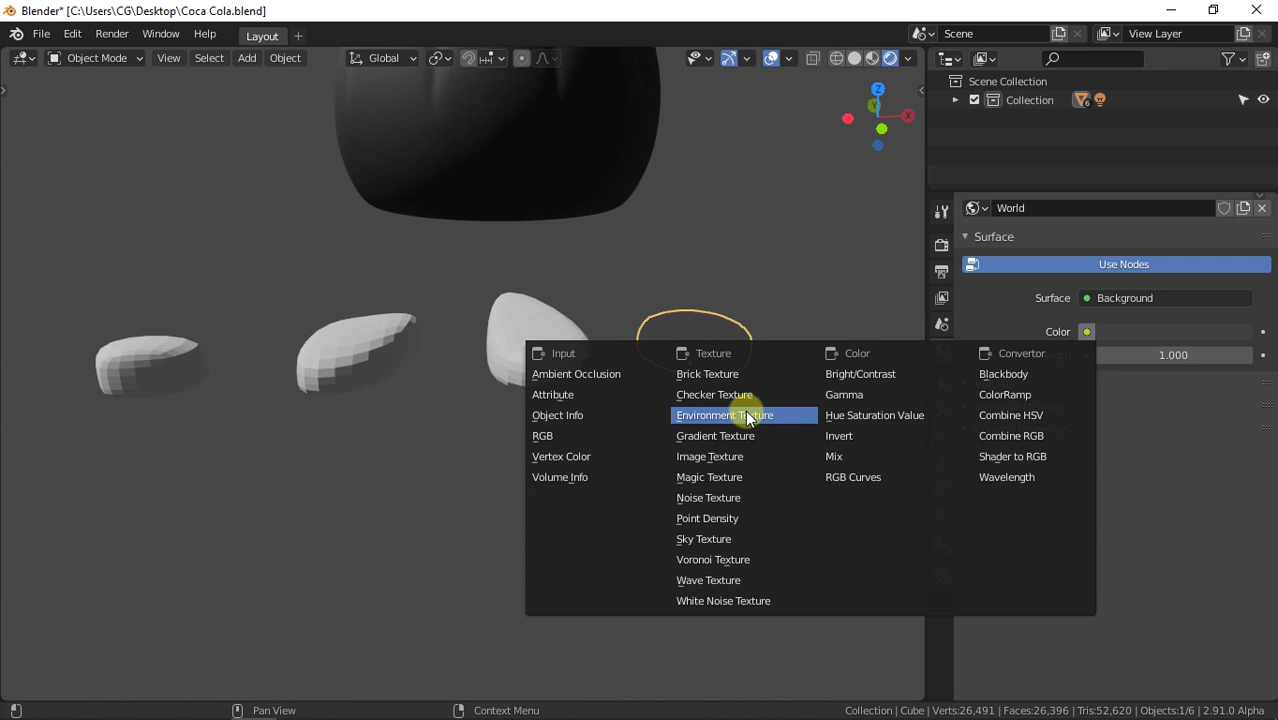 Blender* [C:\Users\CG\Desktop\Coca Cola.blend]
File Edit Render Window Help Layout + Scene View Layer
Object Mode View Select Add Object Global
Scene Collection
Collection 6
Z
Y
X
World
Surface
Use Nodes
Surface Background
Color
1.000
Input Texture Color Convertor
Ambient Occlusion Brick Texture Bright/Contrast Blackbody
Attribute Checker Texture Gamma ColorRamp
Object Info Environment Texture Hue Saturation Value Combine HSV
RGB Gradient Texture Invert Combine RGB
Vertex Color Image Texture Mix Shader to RGB
Volume Info Magic Texture RGB Curves Wavelength
Noise Texture
Point Density
Sky Texture
Voronoi Texture
Wave Texture
White Noise Texture
Pan View Context Menu Collection | Cube | Verts:26,491 | Faces:26,396 | Tris:52,620 | Objects:1/6 | 2.91.0 Alpha